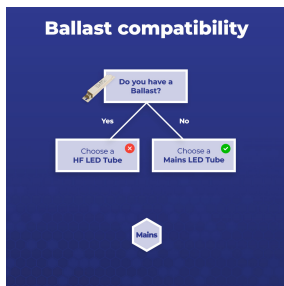 Ballast compatibility
Do you have a
Ballast?
Yes
No
Choose a
HF LED Tube
Choose a
Mains LED Tube
Mains